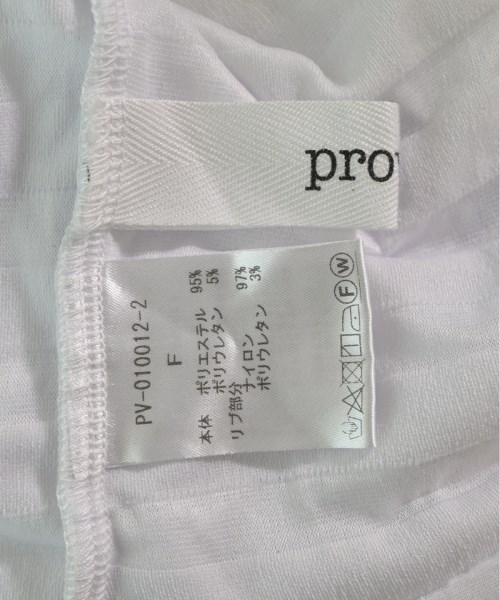 pro
PV-010012-2
F
本体 ポリエステル 95%
ポリウレタン 5%
リブ部分
ナイロン 97%
ポリウレタン 3%
F W